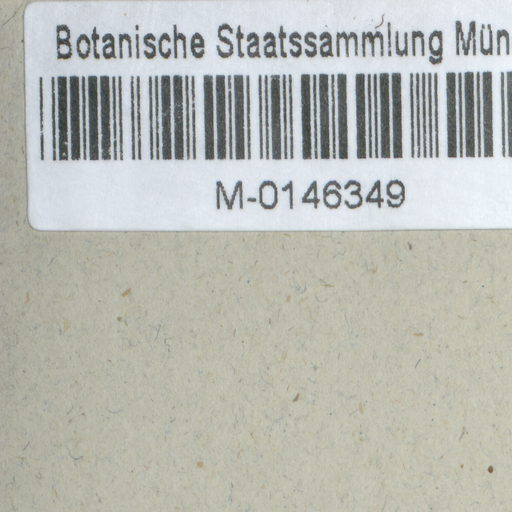 Botanische Staatssammlung Mün
M-0146349